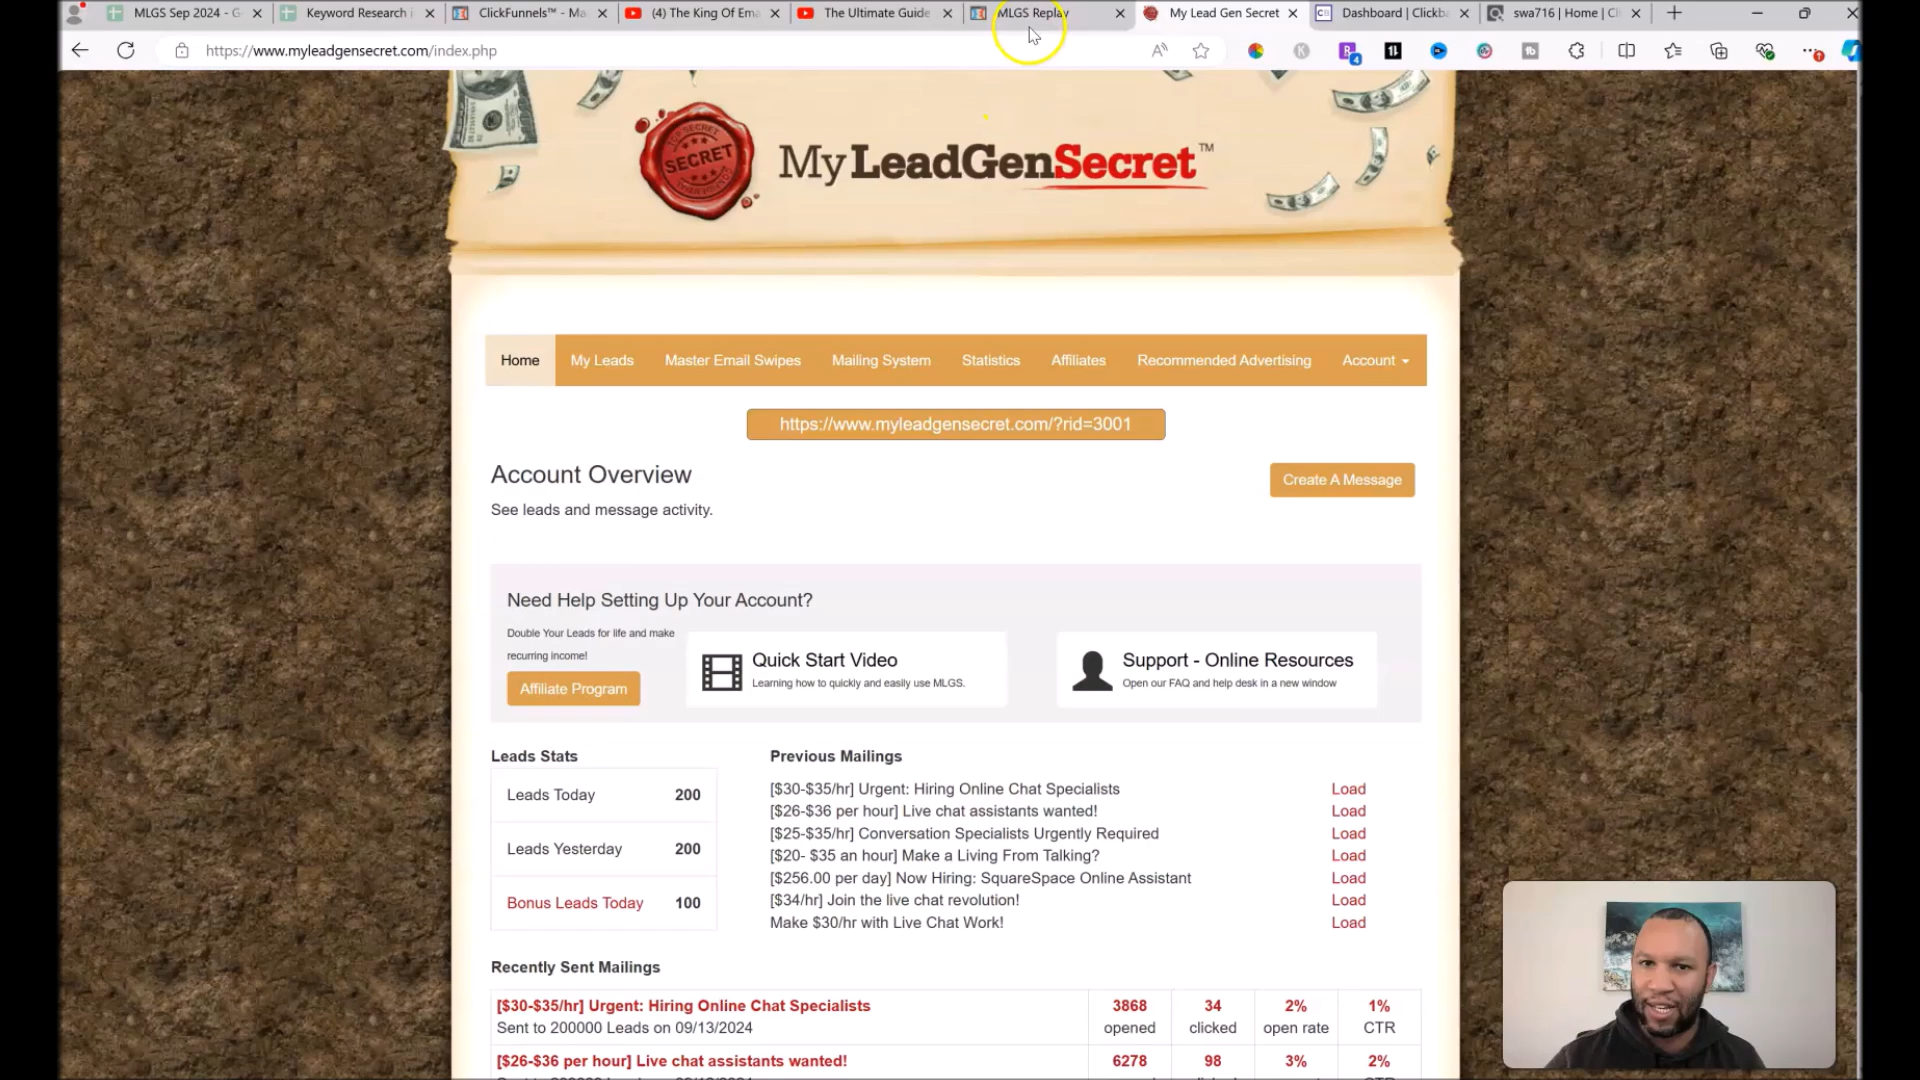 MLGS Sep 2024 - G
Keyword Research i
ClickFunnels™ - Ma
(4) The King Of Ema
The Ultimate Guide
MLGS Replay
My Lead Gen Secret
Dashboard | Clickba
swa716 | Home | Cl
https://www.myleadgensecret.com/index.php
TOP SECRET
SECRET
MyLeadGenSecret™
Home
My Leads
Master Email Swipes
Mailing System
Statistics
Affiliates
Recommended Advertising
Account
https://www.myleadgensecret.com/?rid=3001
Account Overview
Create A Message
See leads and message activity.
Need Help Setting Up Your Account?
Double Your Leads for life and make
recurring income!
Affiliate Program
Quick Start Video
Learning how to quickly and easily use MLGS.
Support - Online Resources
Open our FAQ and help desk in a new window
Leads Stats
Leads Today 200
Leads Yesterday 200
Bonus Leads Today 100
Previous Mailings
[$30-$35/hr] Urgent: Hiring Online Chat Specialists Load
[$26-$36 per hour] Live chat assistants wanted! Load
[$25-$35/hr] Conversation Specialists Urgently Required Load
[$20- $35 an hour] Make a Living From Talking? Load
[$256.00 per day] Now Hiring: SquareSpace Online Assistant Load
[$34/hr] Join the live chat revolution! Load
Make $30/hr with Live Chat Work! Load
Recently Sent Mailings
[$30-$35/hr] Urgent: Hiring Online Chat Specialists 3868 34 2% 1%
Sent to 200000 Leads on 09/13/2024 opened clicked open rate CTR
[$26-$36 per hour] Live chat assistants wanted! 6278 98 3% 2%